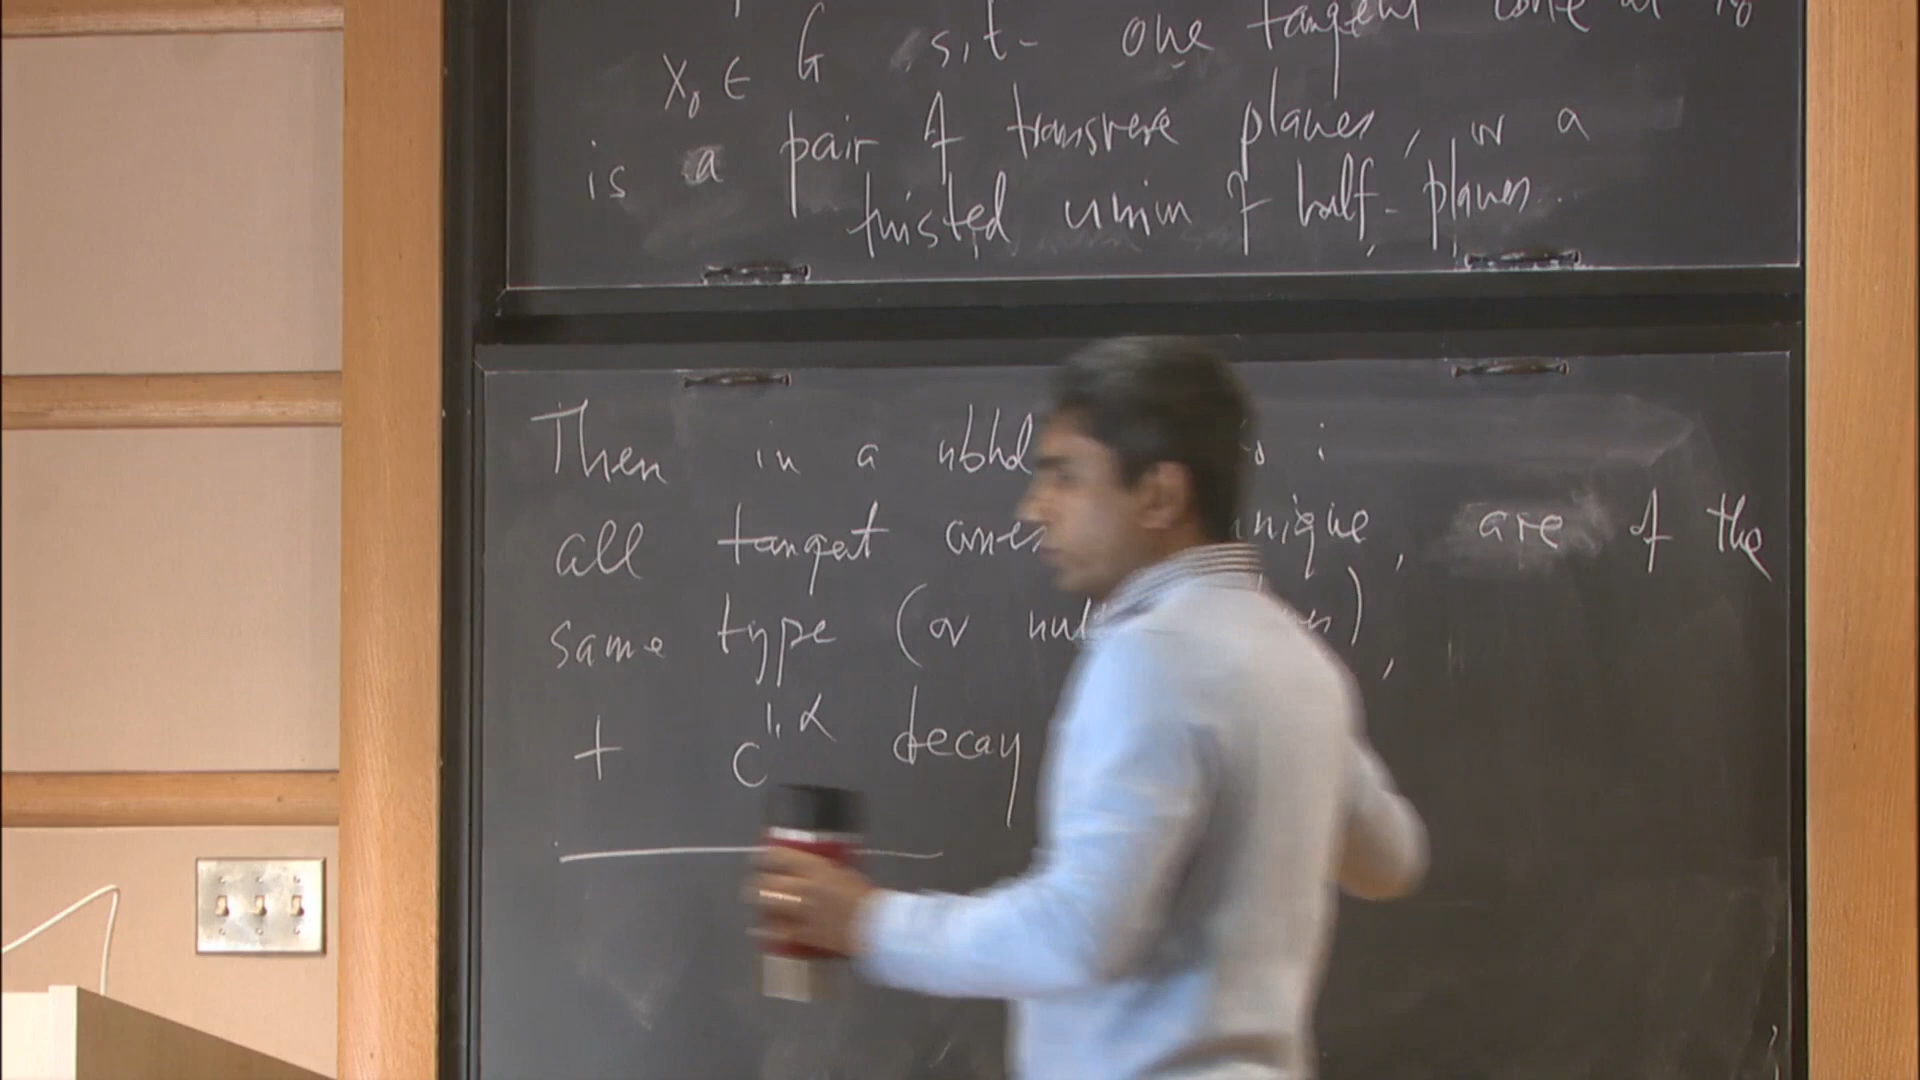 X₀ ∈ G s.t. one tangent cone at X₀
is a pair of transverse planes, or a
twisted union of half-planes.
Then in a nbhd :
all tangent cones unique, are of the
same type (or ),
+ C^{1,α} decay